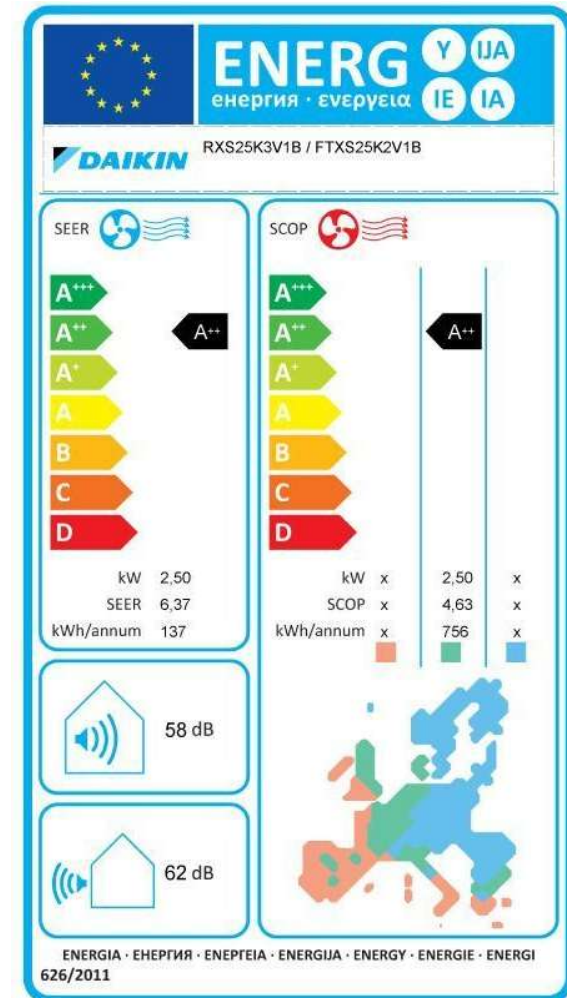 ENERG
енергия · ενεργεια
Y IJA
IE IA
DAIKIN
RXS25K3V1B / FTXS25K2V1B
SEER
A+++
A++
A+
A
B
C
D
A++
kW 2,50
SEER 6,37
kWh/annum 137
SCOP
A+++
A++
A+
A
B
C
D
A++
kW x 2,50 x
SCOP x 4,63 x
kWh/annum x 756 x
58 dB
62 dB
ENERGIA · ЕНЕРГИЯ · ΕΝΕΡΓΕΙΑ · ENERGIJA · ENERGY · ENERGIE · ENERGI
626/2011